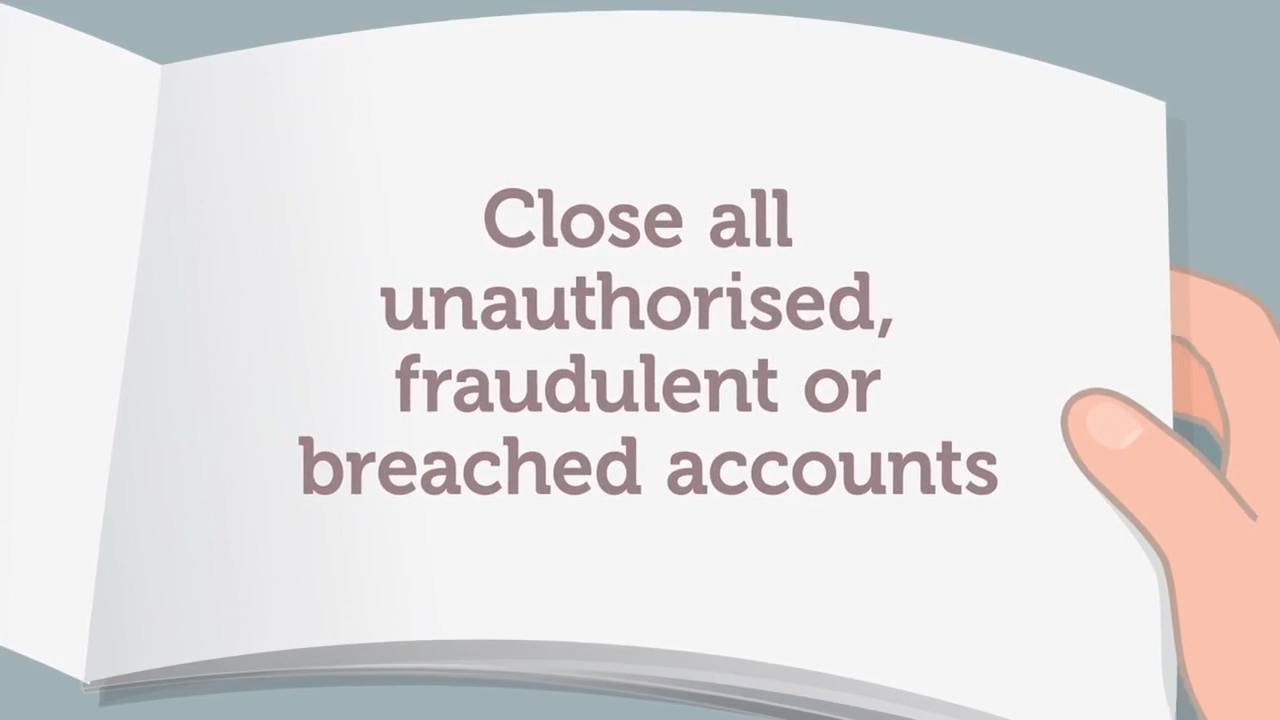 Close all
unauthorised,
fraudulent or
breached accounts